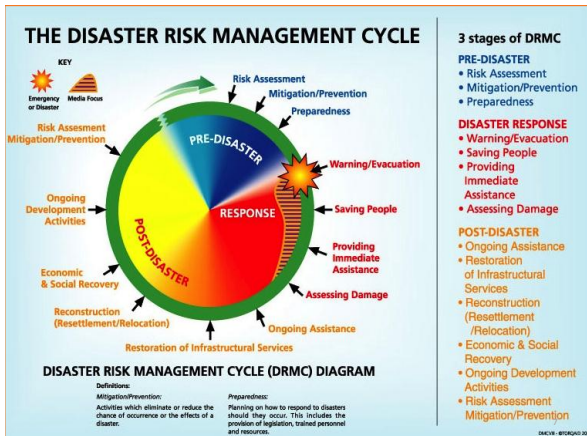 THE DISASTER RISK MANAGEMENT CYCLE
KEY
Emergency
or Disaster
Media Focus
Risk Assessment
Mitigation/Prevention
Preparedness
Warning/Evacuation
Saving People
Providing
Immediate
Assistance
Assessing Damage
Ongoing Assistance
Restoration of Infrastructural Services
Reconstruction
(Resettlement/Relocation)
Economic
& Social Recovery
Ongoing
Development
Activities
Risk Assesment
Mitigation/Prevention
PRE-DISASTER
RESPONSE
POST-DISASTER
DISASTER RISK MANAGEMENT CYCLE (DRMC) DIAGRAM
Definitions:
Mitigation/Prevention:
Activities which eliminate or reduce the
chance of occurrence or the effects of a
disaster.
Preparedness:
Planning on how to respond to disasters
should they occur. This includes the
provision of legislation, trained personnel
and resources.
3 stages of DRMC
PRE-DISASTER
• Risk Assessment
• Mitigation/Prevention
• Preparedness
DISASTER RESPONSE
• Warning/Evacuation
• Saving People
• Providing
Immediate
Assistance
• Assessing Damage
POST-DISASTER
• Ongoing Assistance
• Restoration
of Infrastructural
Services
• Reconstruction
(Resettlement
/Relocation)
• Economic & Social
Recovery
• Ongoing Development
Activities
• Risk Assessment
Mitigation/Prevention
7